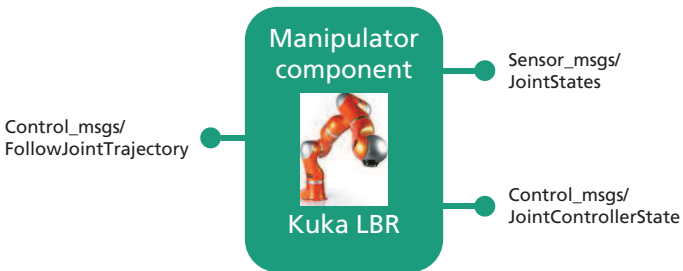 Manipulator
component
Sensor_msgs/
JointStates
Control_msgs/
FollowJointTrajectory
Control_msgs/
JointControllerState
Kuka LBR